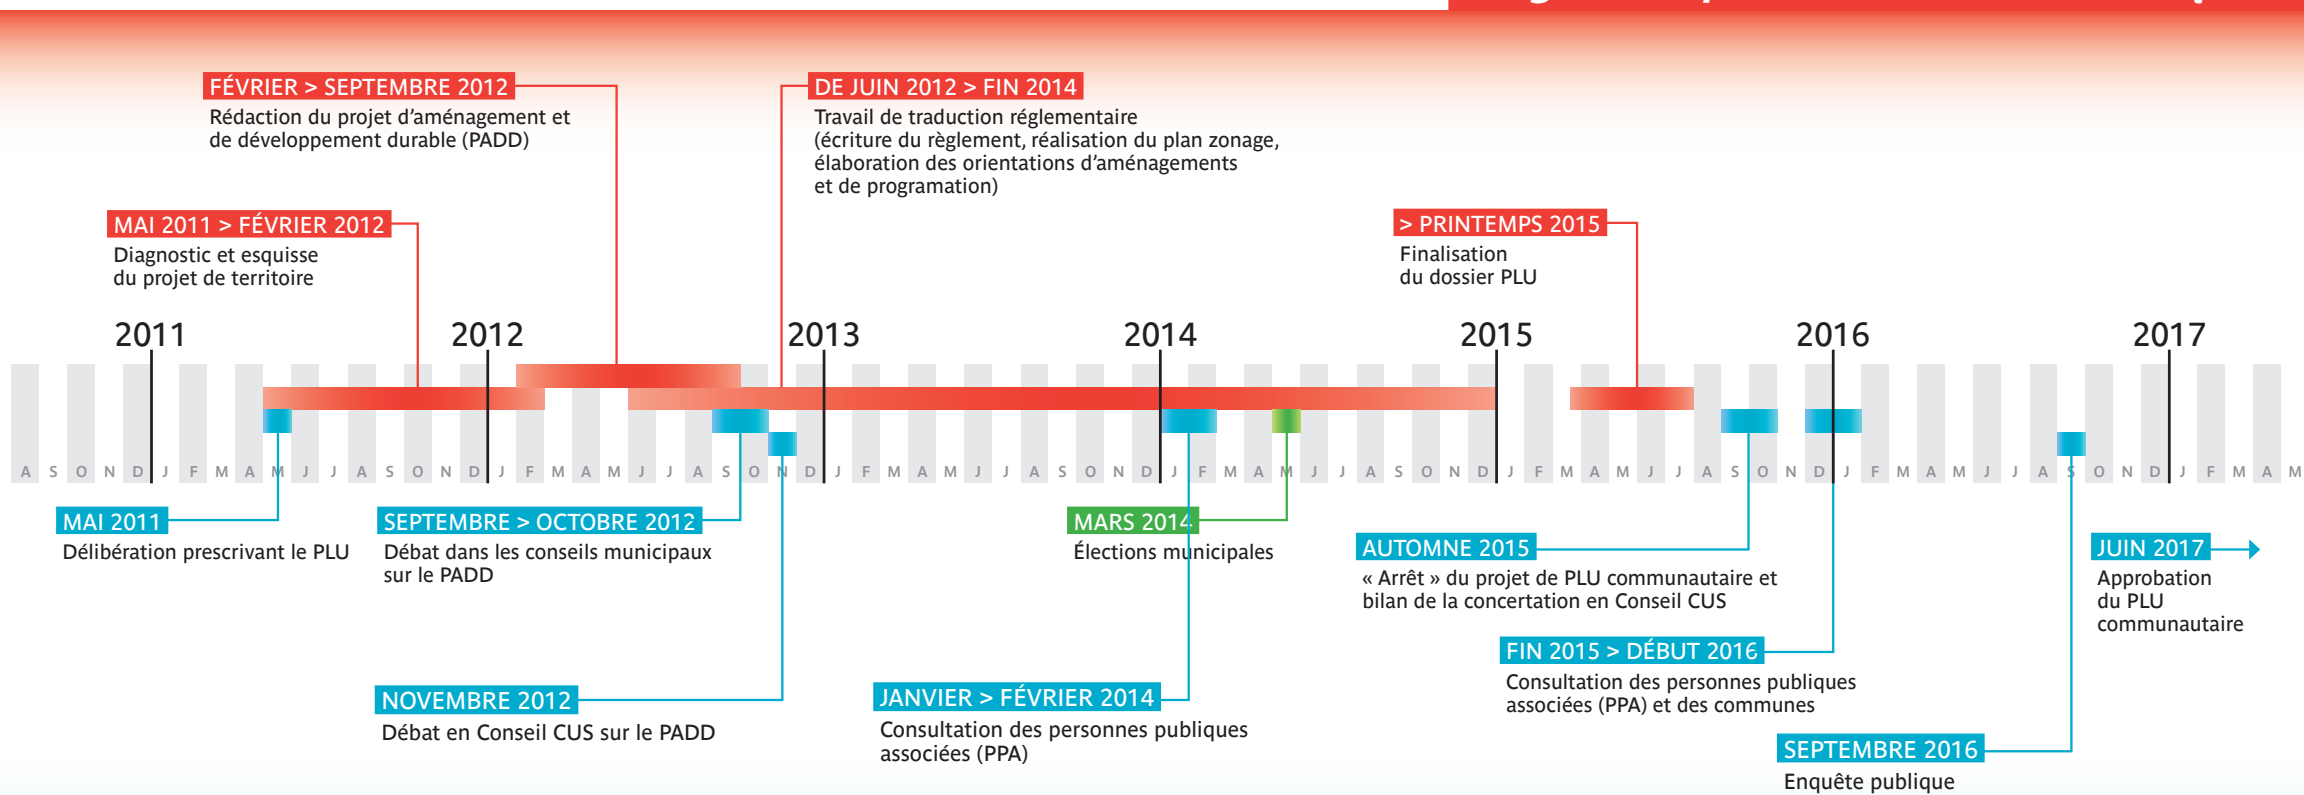 FÉVRIER > SEPTEMBRE 2012
Rédaction du projet d'aménagement et
de développement durable (PADD)
DE JUIN 2012 > FIN 2014
Travail de traduction réglementaire
(écriture du règlement, réalisation du plan zonage,
élaboration des orientations d'aménagements
et de programation)
MAI 2011 > FÉVRIER 2012
Diagnostic et esquisse
du projet de territoire
> PRINTEMPS 2015
Finalisation
du dossier PLU
2011 2012 2013 2014 2015 2016 2017
A S O N D J F M A M J J A S O N D J F M A M J J A S O N D J F M A M J J A S O N D J F M A M J J A S O N D J F M A M J J A S O N D J F M A M J J A S O N D J F M A M
MAI 2011
Délibération prescrivant le PLU
SEPTEMBRE > OCTOBRE 2012
Débat dans les conseils municipaux
sur le PADD
MARS 2014
Élections municipales
AUTOMNE 2015
« Arrêt » du projet de PLU communautaire et
bilan de la concertation en Conseil CUS
JUIN 2017
Approbation
du PLU
communautaire
FIN 2015 > DÉBUT 2016
Consultation des personnes publiques
associées (PPA) et des communes
NOVEMBRE 2012
Débat en Conseil CUS sur le PADD
JANVIER > FÉVRIER 2014
Consultation des personnes publiques
associées (PPA)
SEPTEMBRE 2016
Enquête publique